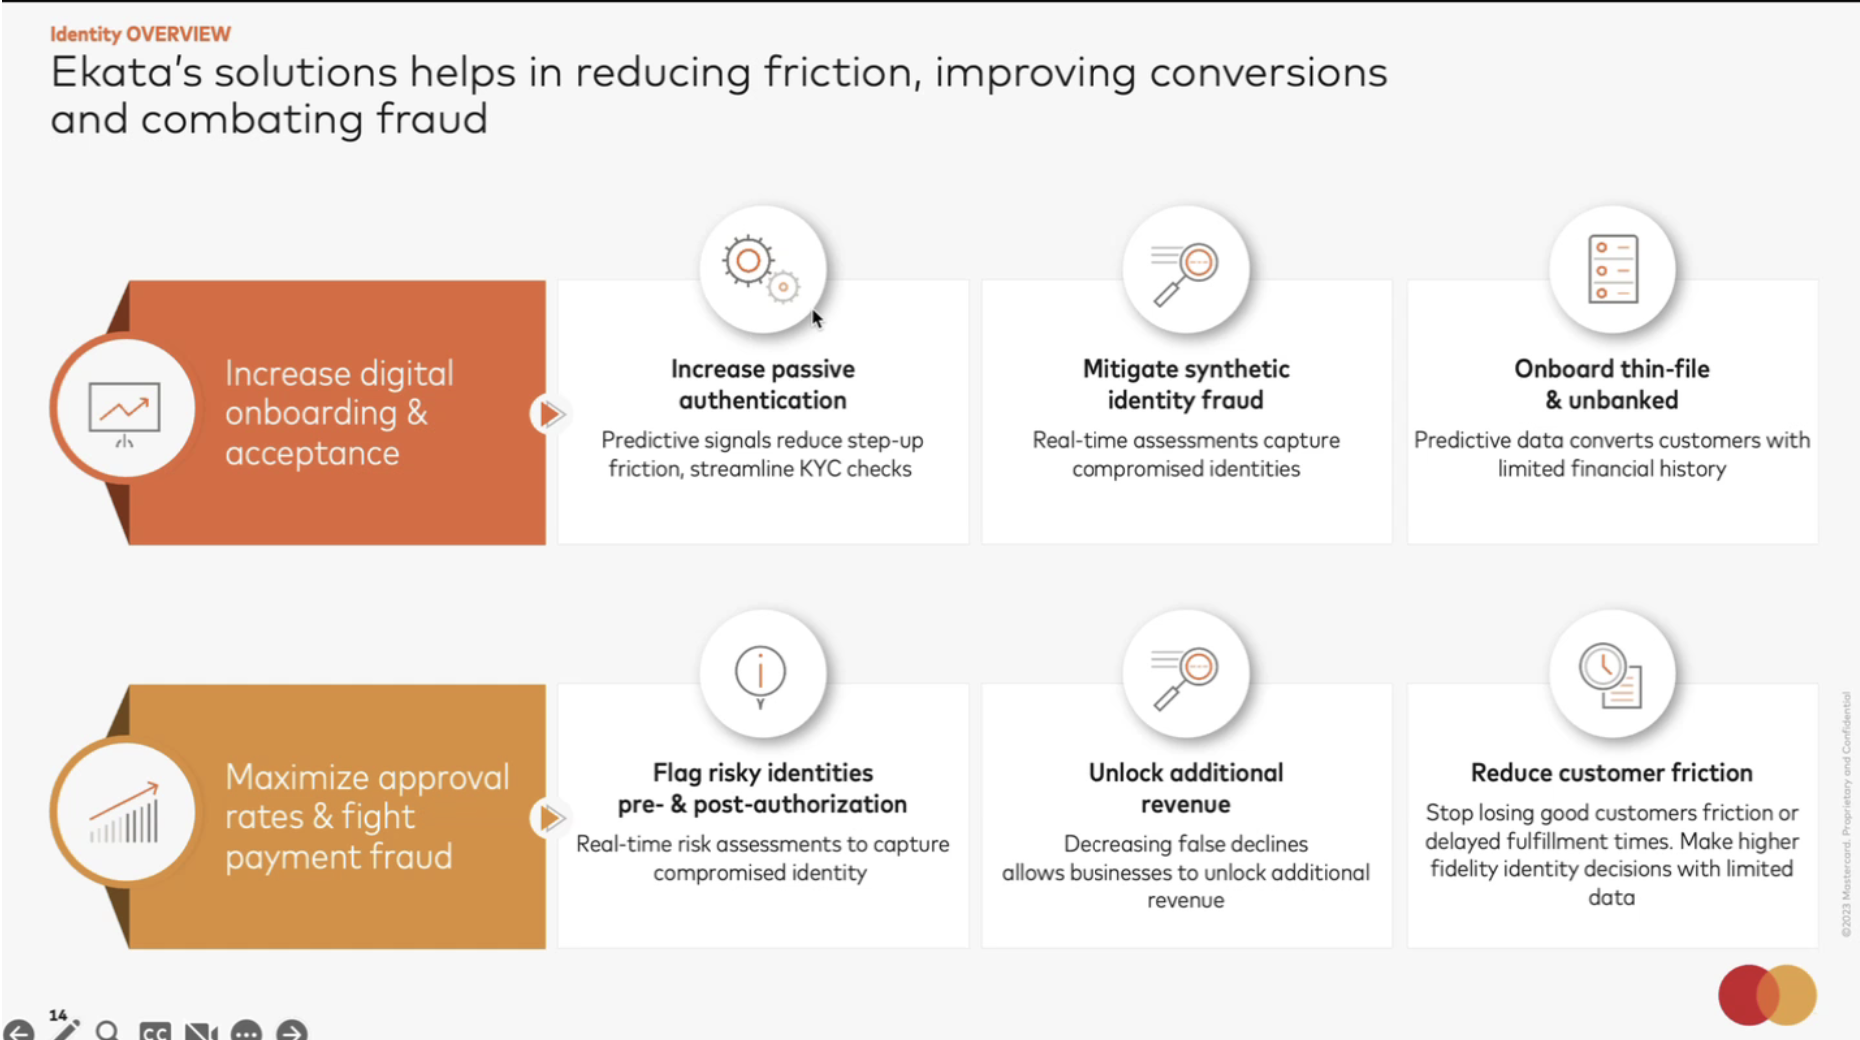 Identity OVERVIEW
Ekata's solutions helps in reducing friction, improving conversions
and combating fraud
Increase digital
onboarding &
acceptance
Increase passive
authentication
Predictive signals reduce step-up
friction, streamline KYC checks
Mitigate synthetic
identity fraud
Real-time assessments capture
compromised identities
Onboard thin-file
& unbanked
Predictive data converts customers with
limited financial history
Maximize approval
rates & fight
payment fraud
Flag risky identities
pre- & post-authorization
Real-time risk assessments to capture
compromised identity
Unlock additional
revenue
Decreasing false declines
allows businesses to unlock additional
revenue
Reduce customer friction
Stop losing good customers friction or
delayed fulfillment times. Make higher
fidelity identity decisions with limited
data
©2023 Mastercard. Proprietary and Confidential
14
CC